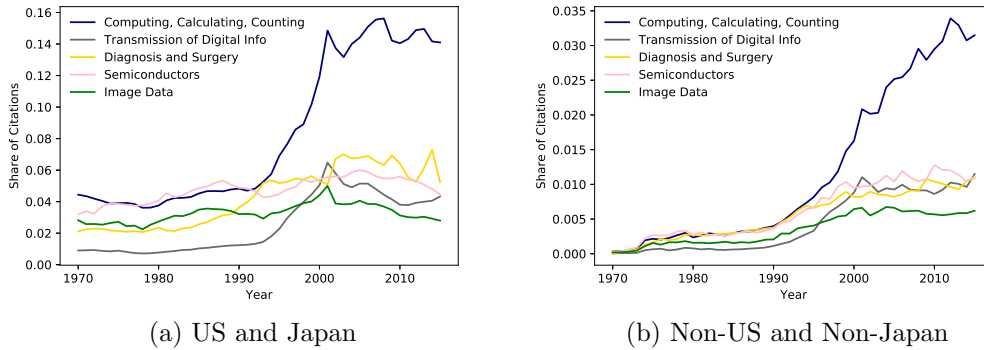 Computing, Calculating, Counting
Transmission of Digital Info
Diagnosis and Surgery
Semiconductors
Image Data
Share of Citations
0.16
0.14
0.12
0.10
0.08
0.06
0.04
0.02
0.00
1970 1980 1990 2000 2010
Year
(a) US and Japan
Computing, Calculating, Counting
Transmission of Digital Info
Diagnosis and Surgery
Semiconductors
Image Data
Share of Citations
0.035
0.030
0.025
0.020
0.015
0.010
0.005
0.000
1970 1980 1990 2000 2010
Year
(b) Non-US and Non-Japan